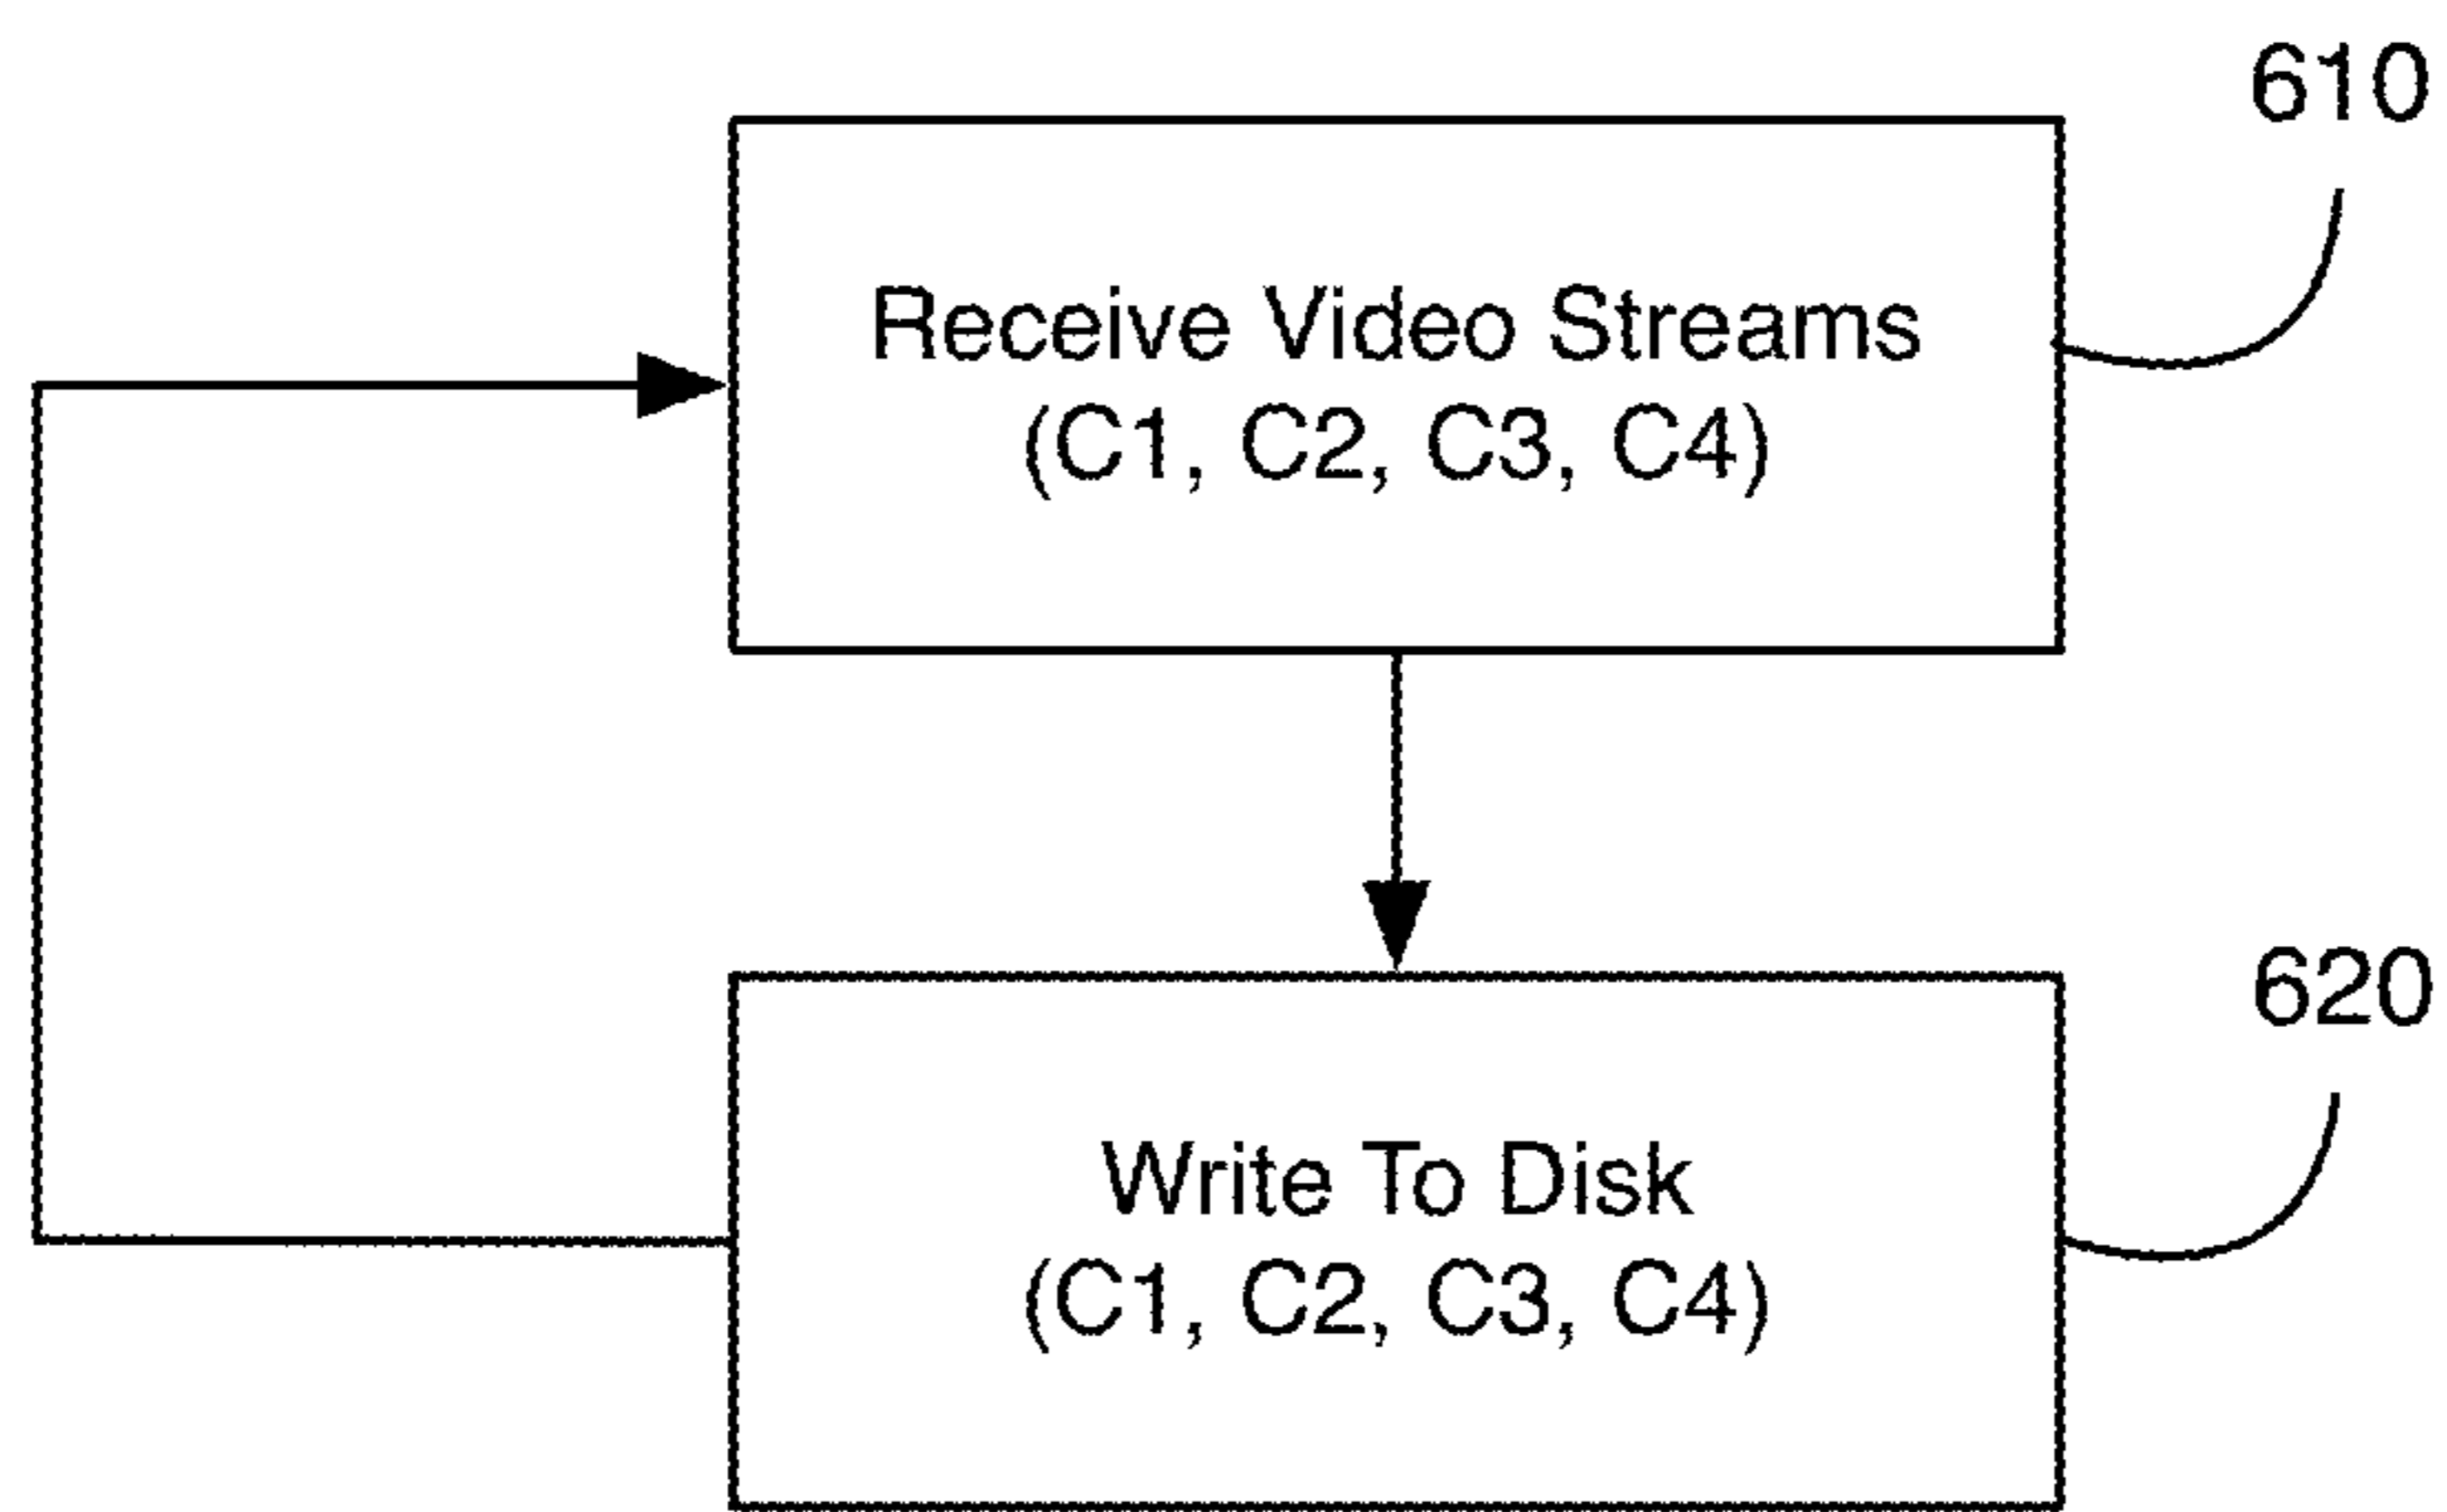 610
Receive Video Streams
(C1, C2, C3, C4)
620
Write To Disk
(C1, C2, C3, C4)